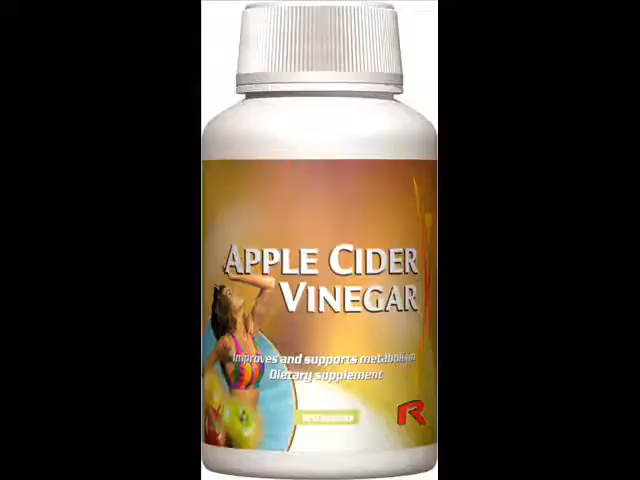 APPLE CIDER
VINEGAR
Improves and supports metabolism
Dietary supplement
R